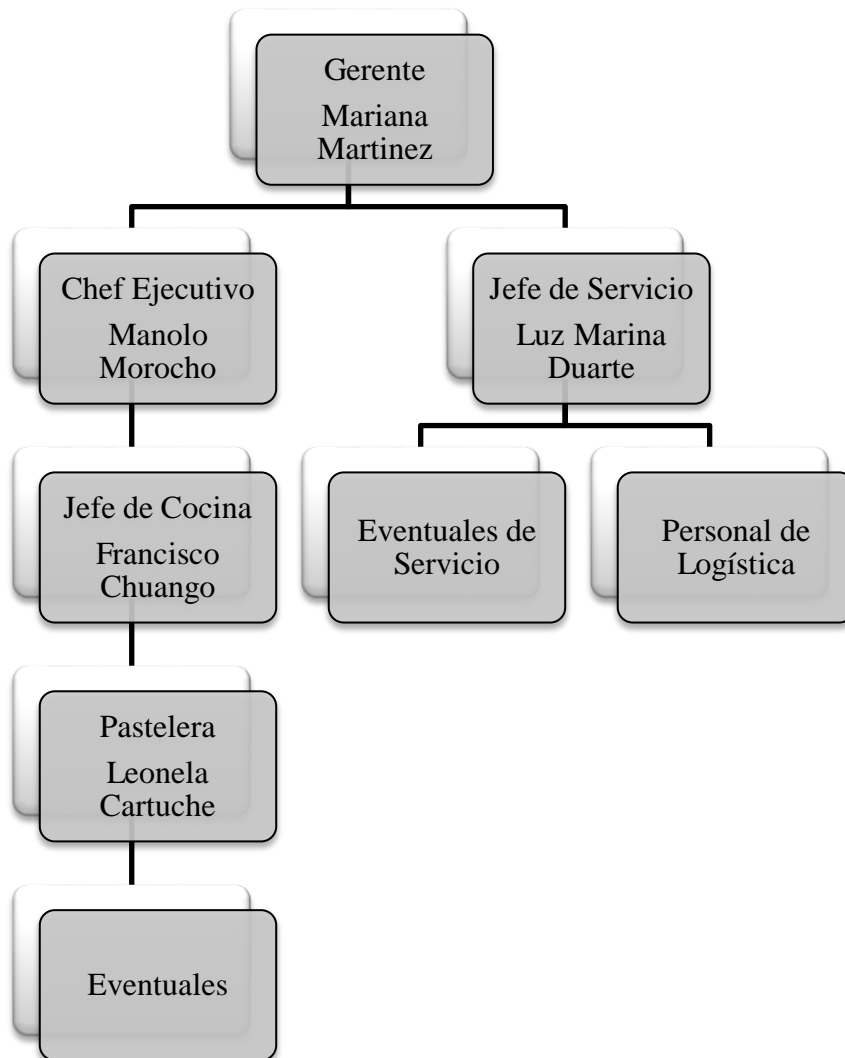 Gerente
Mariana
Martinez
Chef Ejecutivo
Manolo
Morocho
Jefe de Servicio
Luz Marina
Duarte
Jefe de Cocina
Francisco
Chuango
Eventuales de
Servicio
Personal de
Logística
Pastelera
Leonela
Cartuche
Eventuales